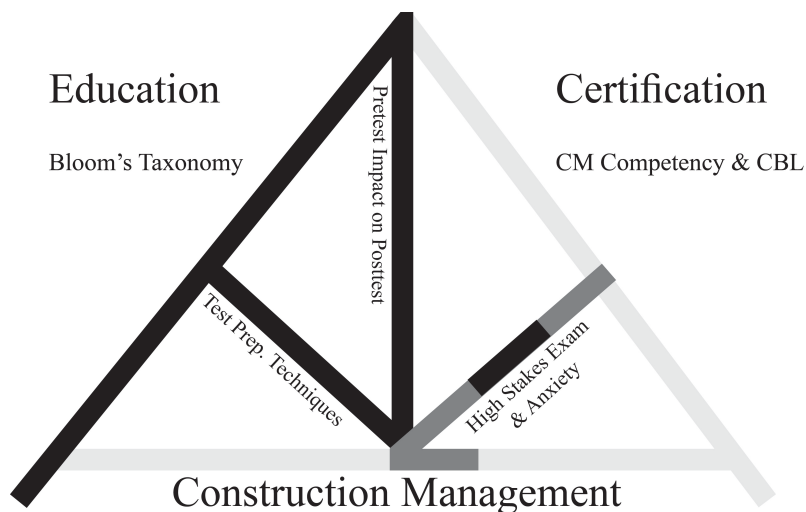 Education
Certification
Bloom’s Taxonomy
CM Competency & CBL
Pretest Impact on Posttest
Test Prep. Techniques
High Stakes Exam
& Anxiety
Construction Management